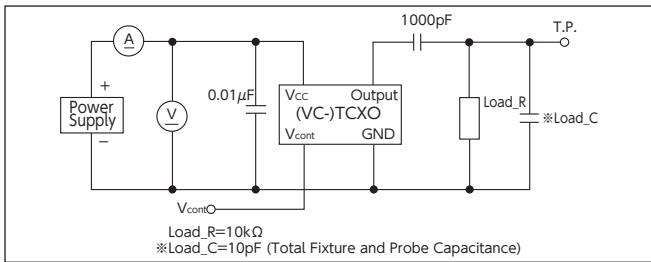 1000pF
T.P.
A
+
Power
Supply
−
V
0.01μF
Vcc Output
(VC-)TCXO
Vcont GND
Load_R
※Load_C
Vcont
Load_R=10kΩ
※Load_C=10pF (Total Fixture and Probe Capacitance)